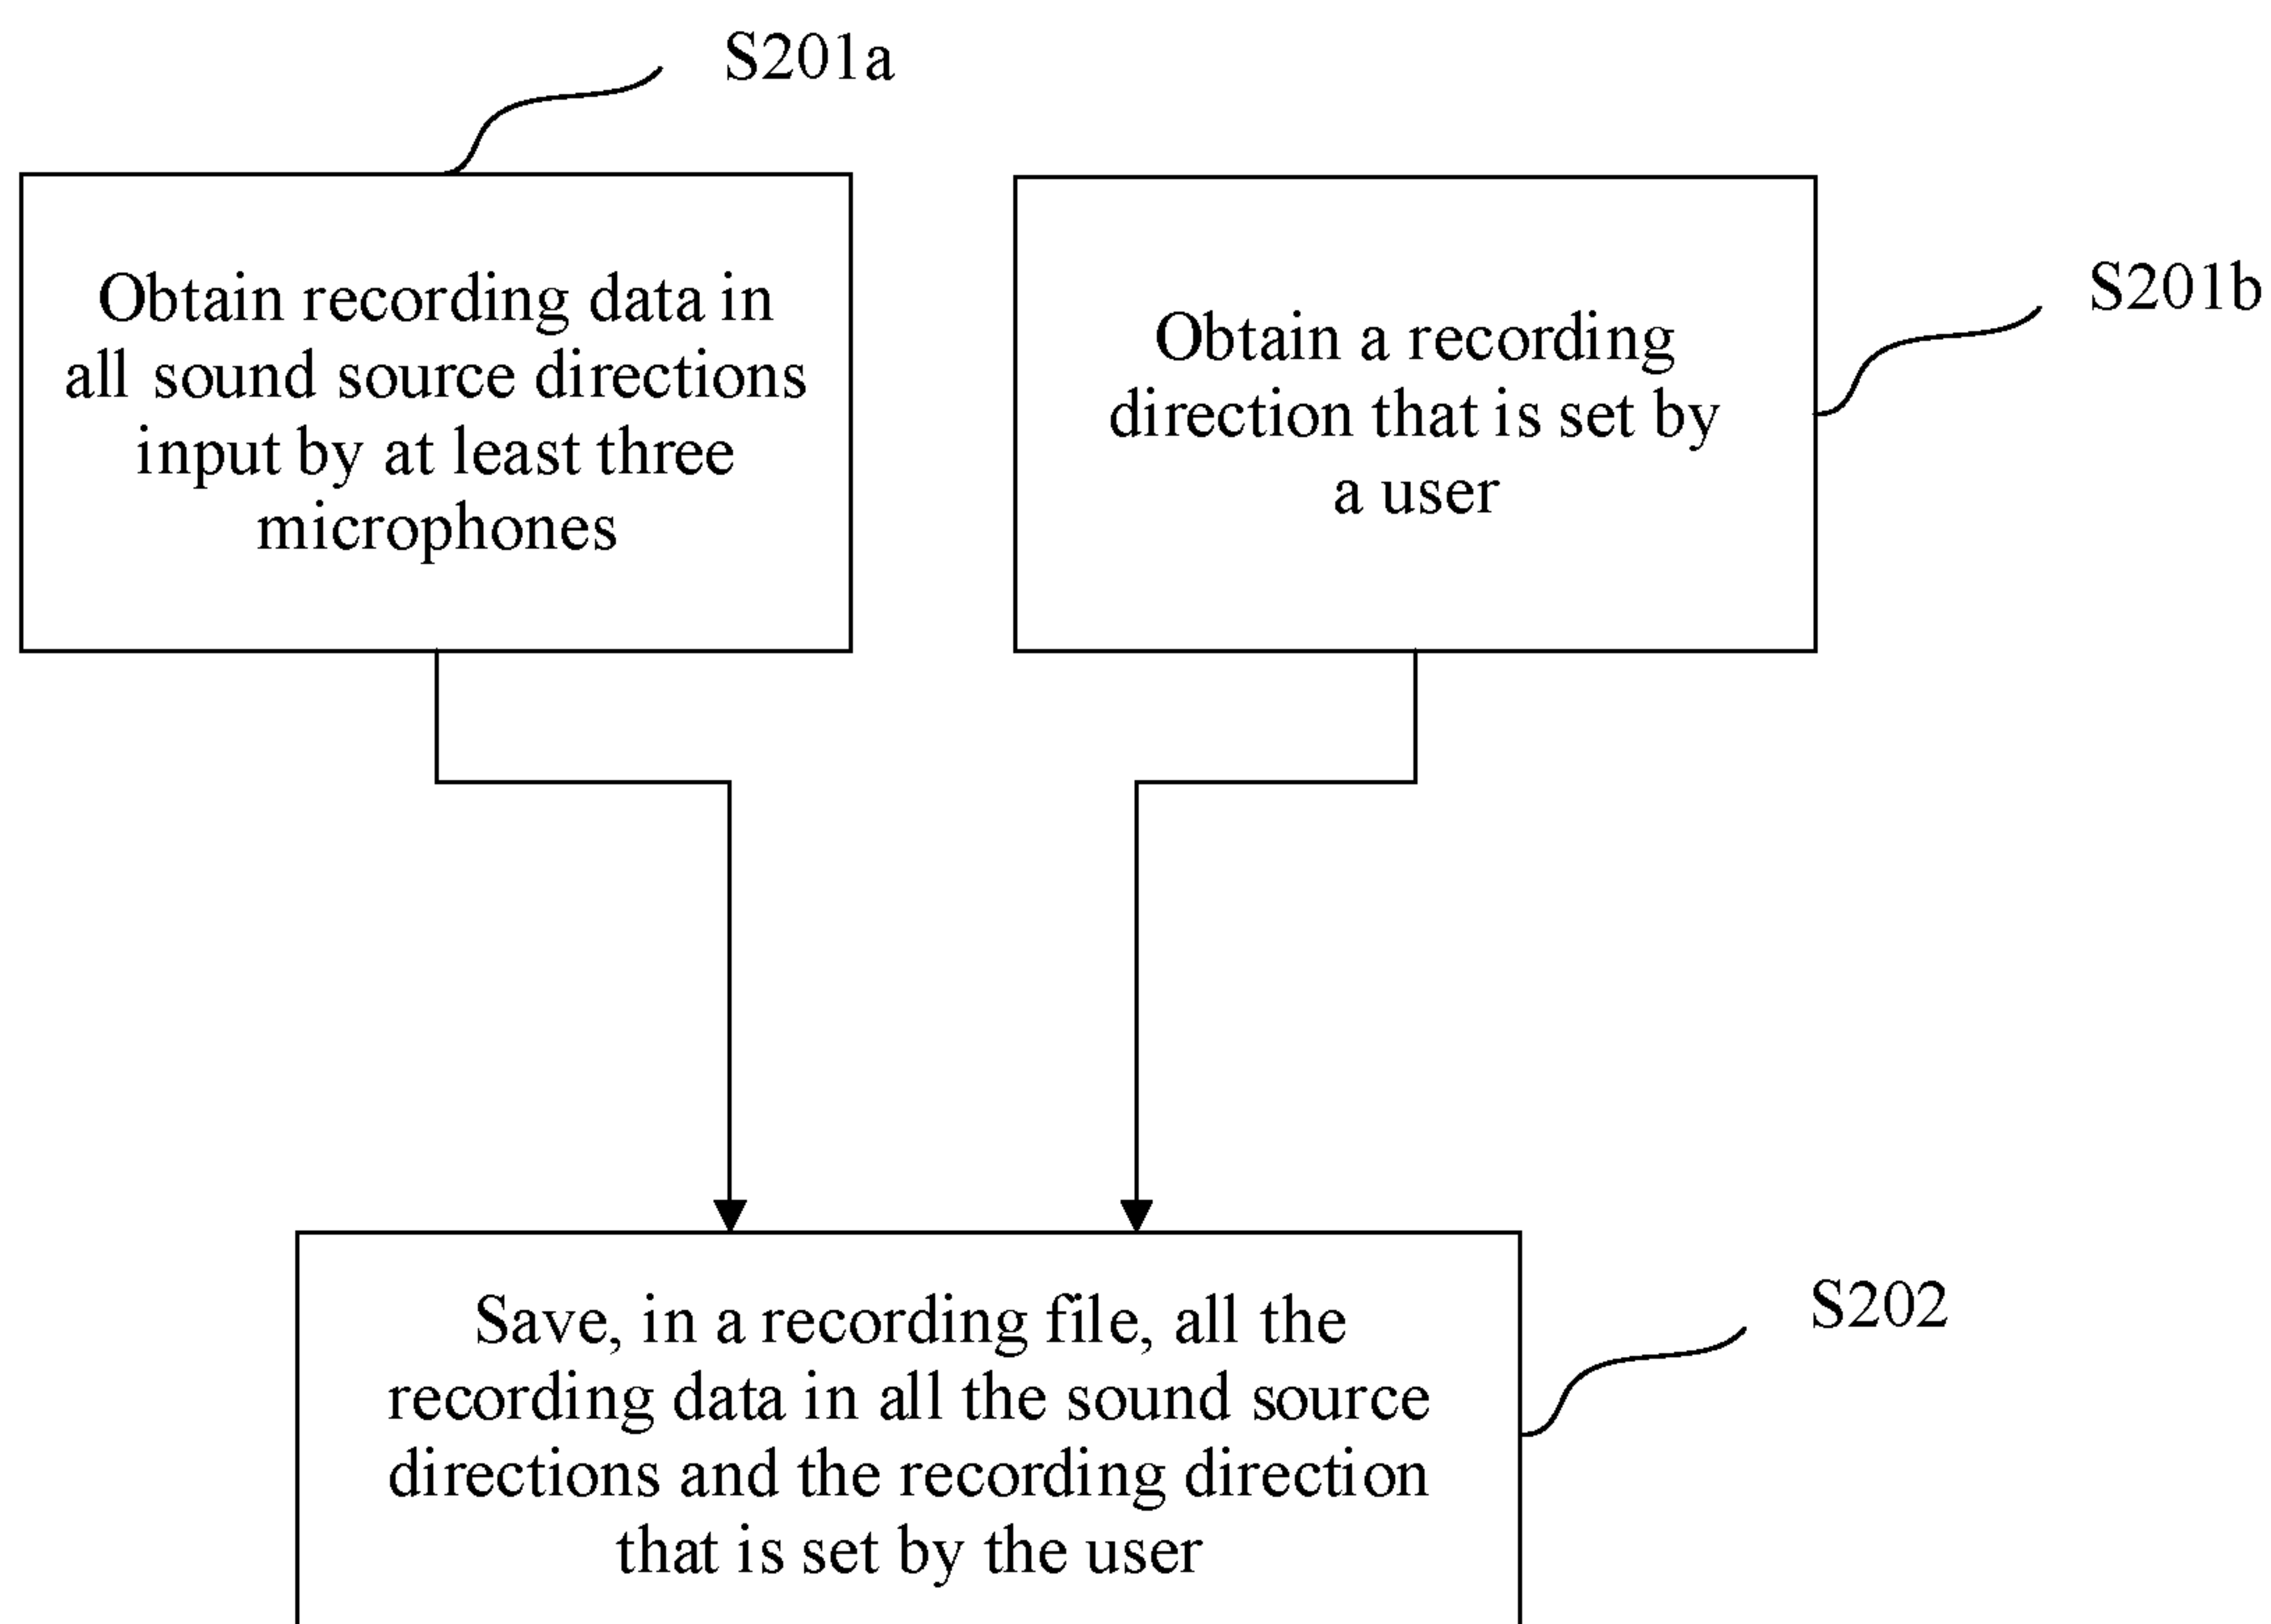 S201a
Obtain recording data in
all sound source directions
input by at least three
microphones
S201b
Obtain a recording
direction that is set by
a user
S202
Save, in a recording file, all the
recording data in all the sound source
directions and the recording direction
that is set by the user